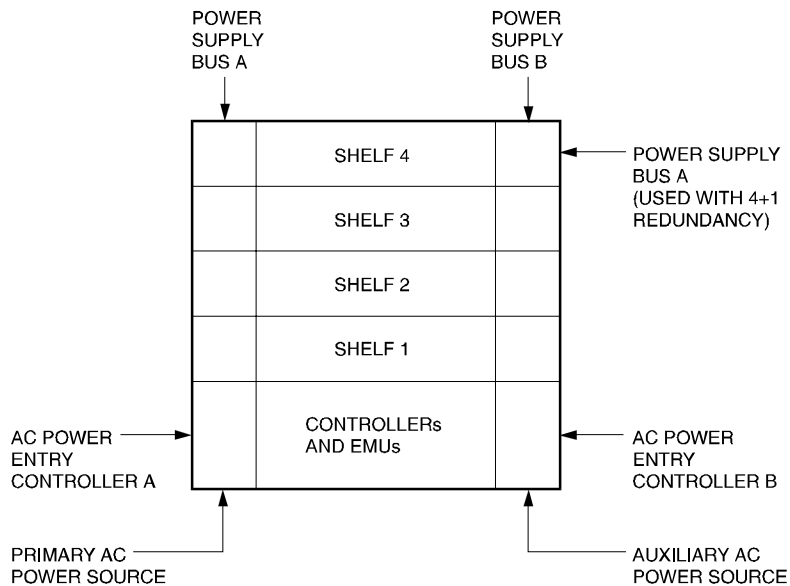 POWER
SUPPLY
BUS A
POWER
SUPPLY
BUS B
SHELF 4
POWER SUPPLY
BUS A
(USED WITH 4+1
REDUNDANCY)
SHELF 3
SHELF 2
SHELF 1
CONTROLLERs
AND EMUs
AC POWER
ENTRY
CONTROLLER A
AC POWER
ENTRY
CONTROLLER B
PRIMARY AC
POWER SOURCE
AUXILIARY AC
POWER SOURCE